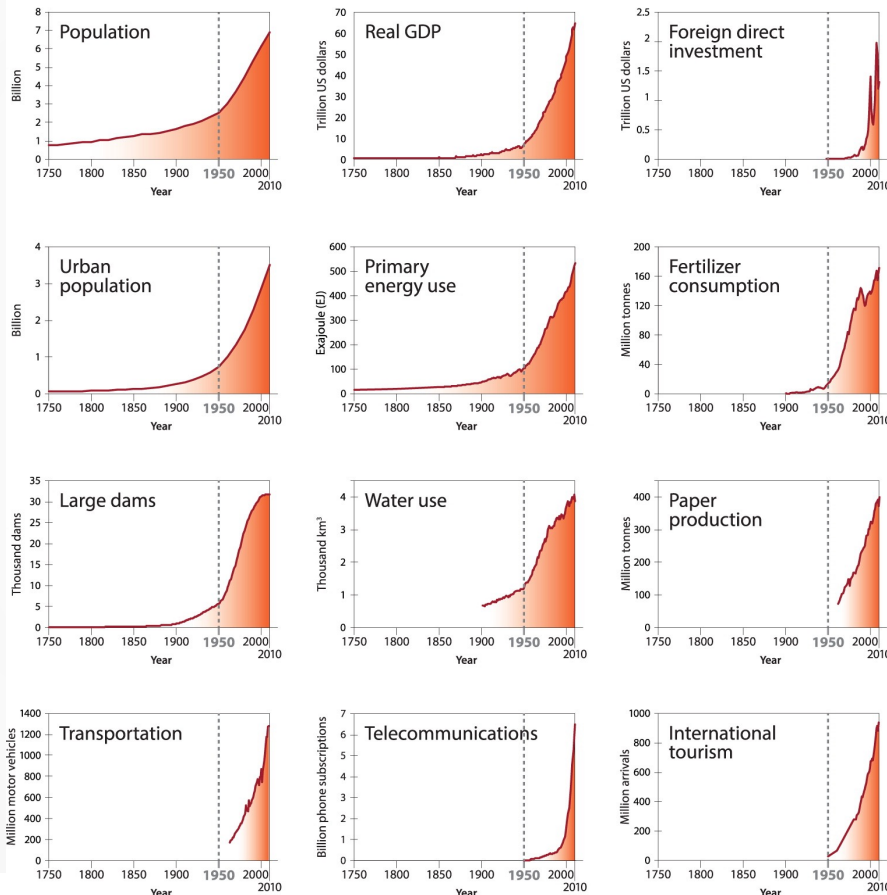 Population
8
7
6
5
4
3
2
1
0
Billion
1750 1800 1850 1900 1950 2000
2010
Year
Real GDP
70
60
50
40
30
20
10
0
Trillion US dollars
1750 1800 1850 1900 1950 2000
2010
Year
Foreign direct
investment
2.5
2
1.5
1
0.5
0
Trillion US dollars
1750 1800 1850 1900 1950 2000
2010
Year
Urban
population
4
3
2
1
0
Billion
1750 1800 1850 1900 1950 2000
2010
Year
Primary
energy use
600
500
400
300
200
100
0
Exajoule (EJ)
1750 1800 1850 1900 1950 2000
2010
Year
Fertilizer
consumption
200
160
120
80
40
0
Million tonnes
1750 1800 1850 1900 1950 2000
2010
Year
Large dams
35
30
25
20
15
10
5
0
Thousand dams
1750 1800 1850 1900 1950 2000
2010
Year
Water use
4
3
2
1
0
Thousand km³
1750 1800 1850 1900 1950 2000
2010
Year
Paper
production
400
300
200
100
0
Million tonnes
1750 1800 1850 1900 1950 2000
2010
Year
Transportation
1400
1200
1000
800
600
400
200
0
Million motor vehicles
1750 1800 1850 1900 1950 2000
2010
Year
Telecommunications
7
6
5
4
3
2
1
0
Billion phone subscriptions
1750 1800 1850 1900 1950 2000
2010
Year
International
tourism
1000
800
600
400
200
0
Million arrivals
1750 1800 1850 1900 1950 2000
2010
Year